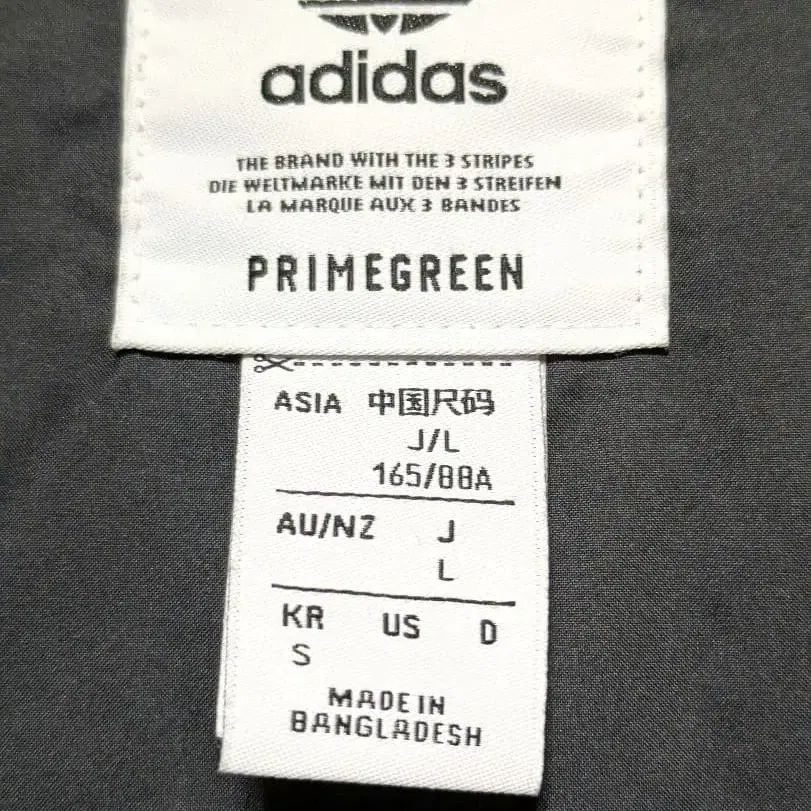 adidas
THE BRAND WITH THE 3 STRIPES
DIE WELTMARKE MIT DEN 3 STREIFEN
LA MARQUE AUX 3 BANDES
PRIMEGREEN
ASIA 中国尺码
J/L
165/88A
AU/NZ J
L
KR US D
S
MADE IN
BANGLADESH